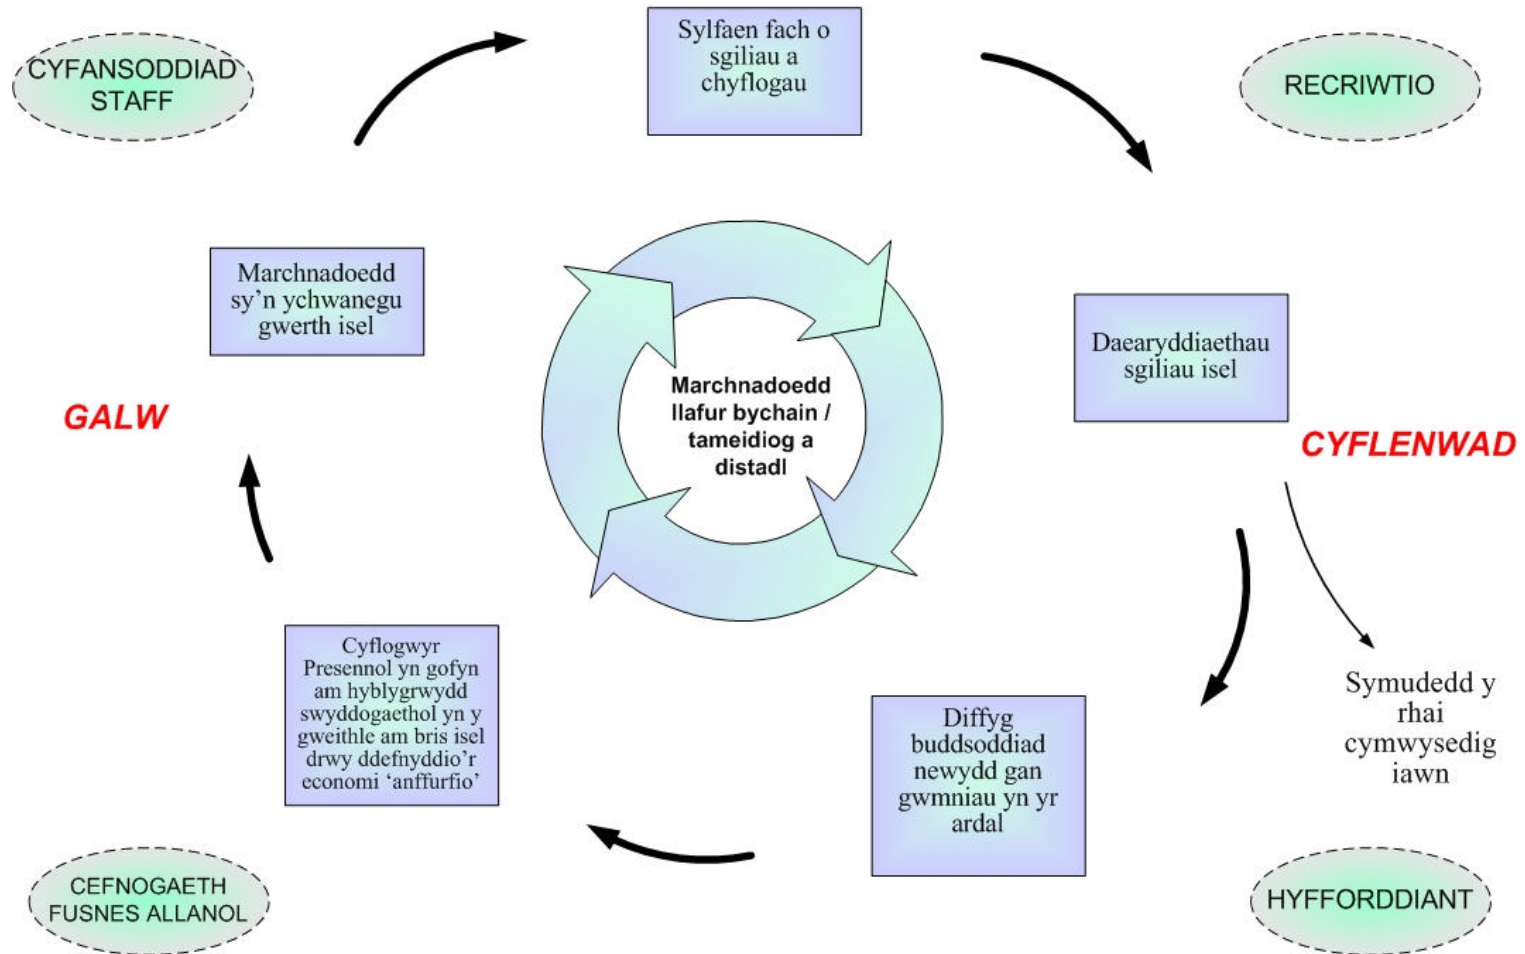 CYFANSODDIAD
STAFF
Sylfaen fach o
sgiliau a
chyflogau
RECRIWTIO
Marchnadoedd
sy’n ychwanegu
gwerth isel
Daearyddiaethau
sgiliau isel
Marchnadoedd
llafur bychain /
tameidiog a
distadl
GALW
CYFLENWAD
Cyflogwyr
Presennol yn gofyn
am hyblygrwydd
swyddogaethol yn y
gweithle am bris isel
drwy ddefnyddio’r
economi ‘anffurfio’
Diffyg
buddsoddiad
newydd gan
gwmniau yn yr
ardal
Symudedd y
rhai
cymwysedig
iawn
CEFNOGAETH
FUSNES ALLANOL
HYFFORDDIANT